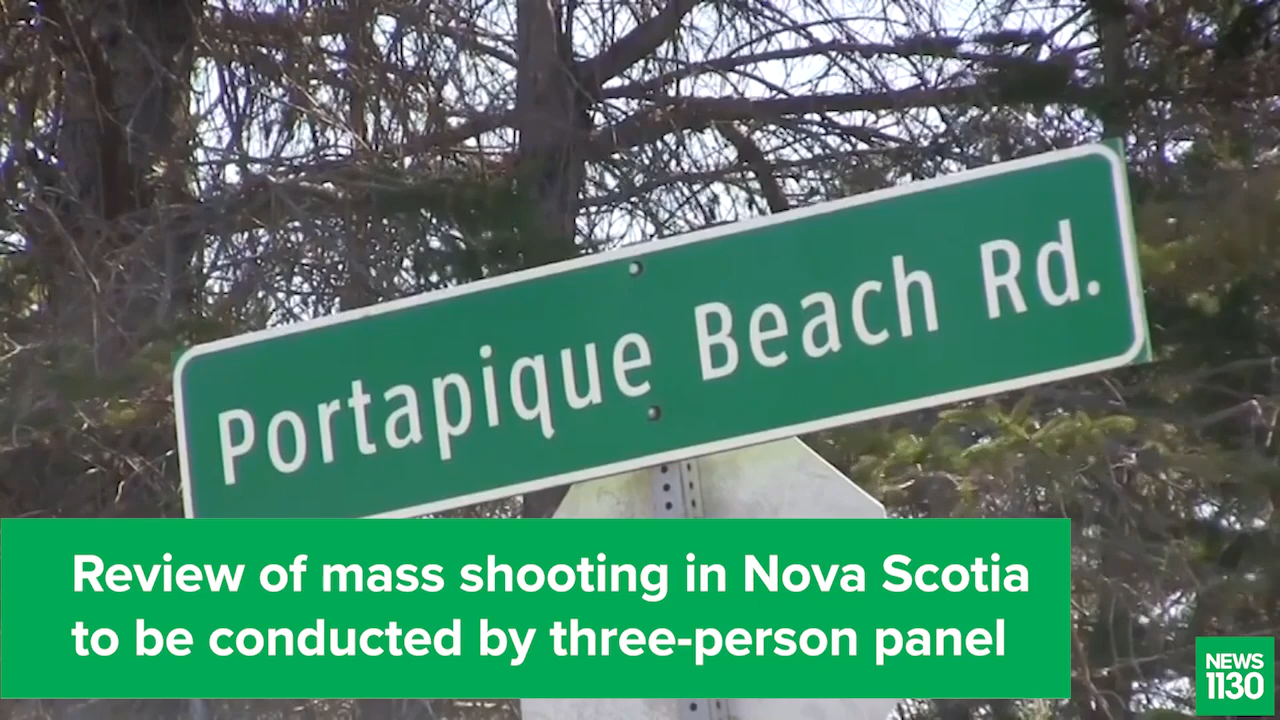 Portapique Beach Rd.
Review of mass shooting in Nova Scotia
to be conducted by three-person panel
NEWS
1130